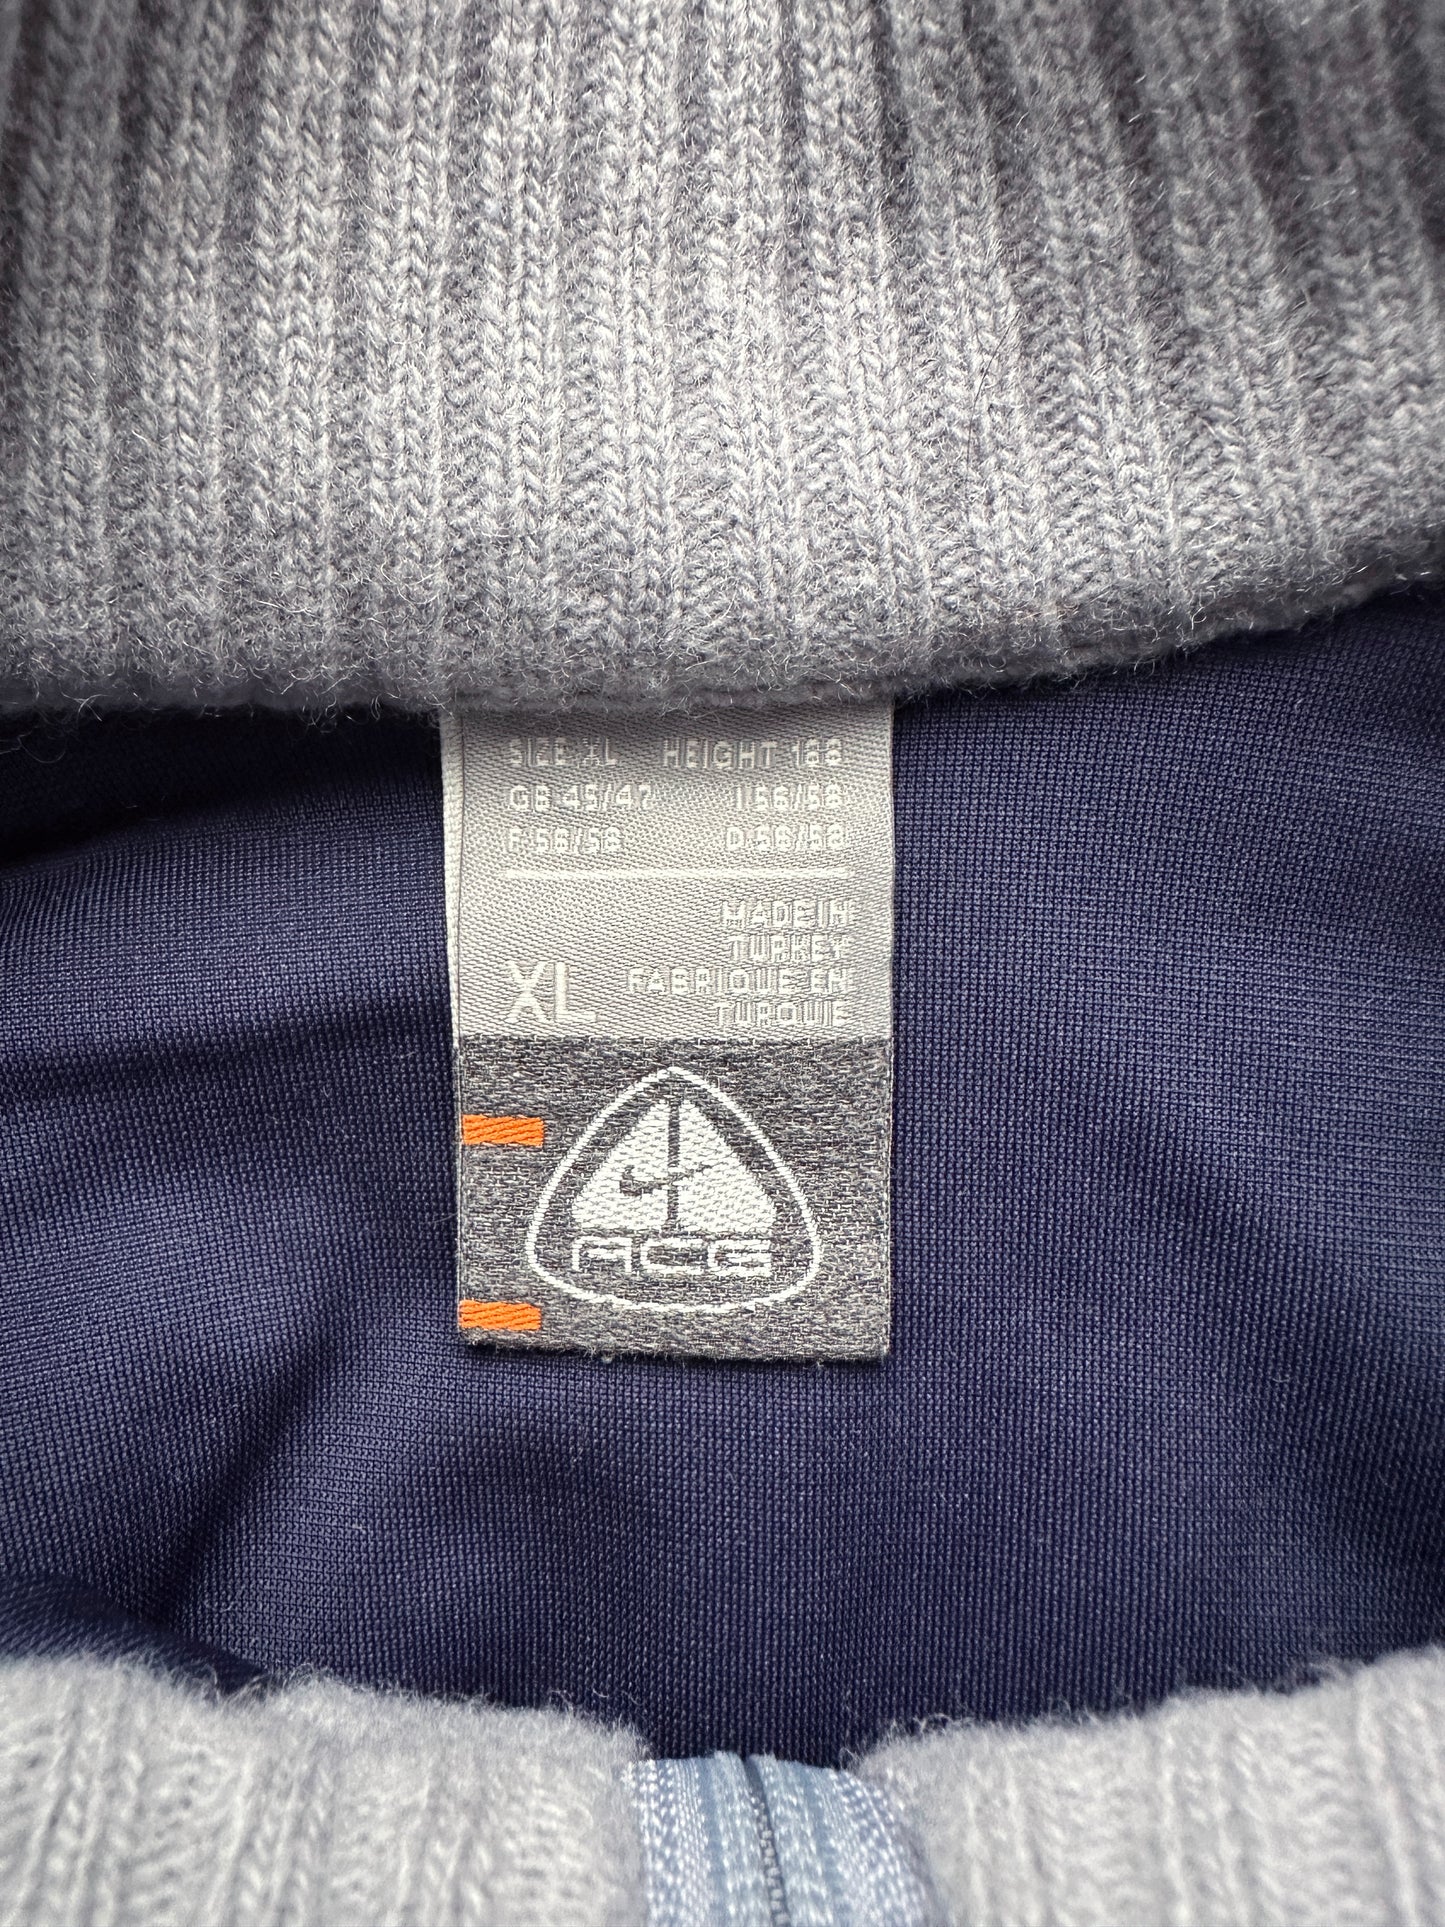 SIZE XL HEIGHT 188
GB 45/47 I 56/58
F:56/58 D:56/58
MADE IN
TURKEY
XL FABRIQUE EN
TURQUIE
ACG